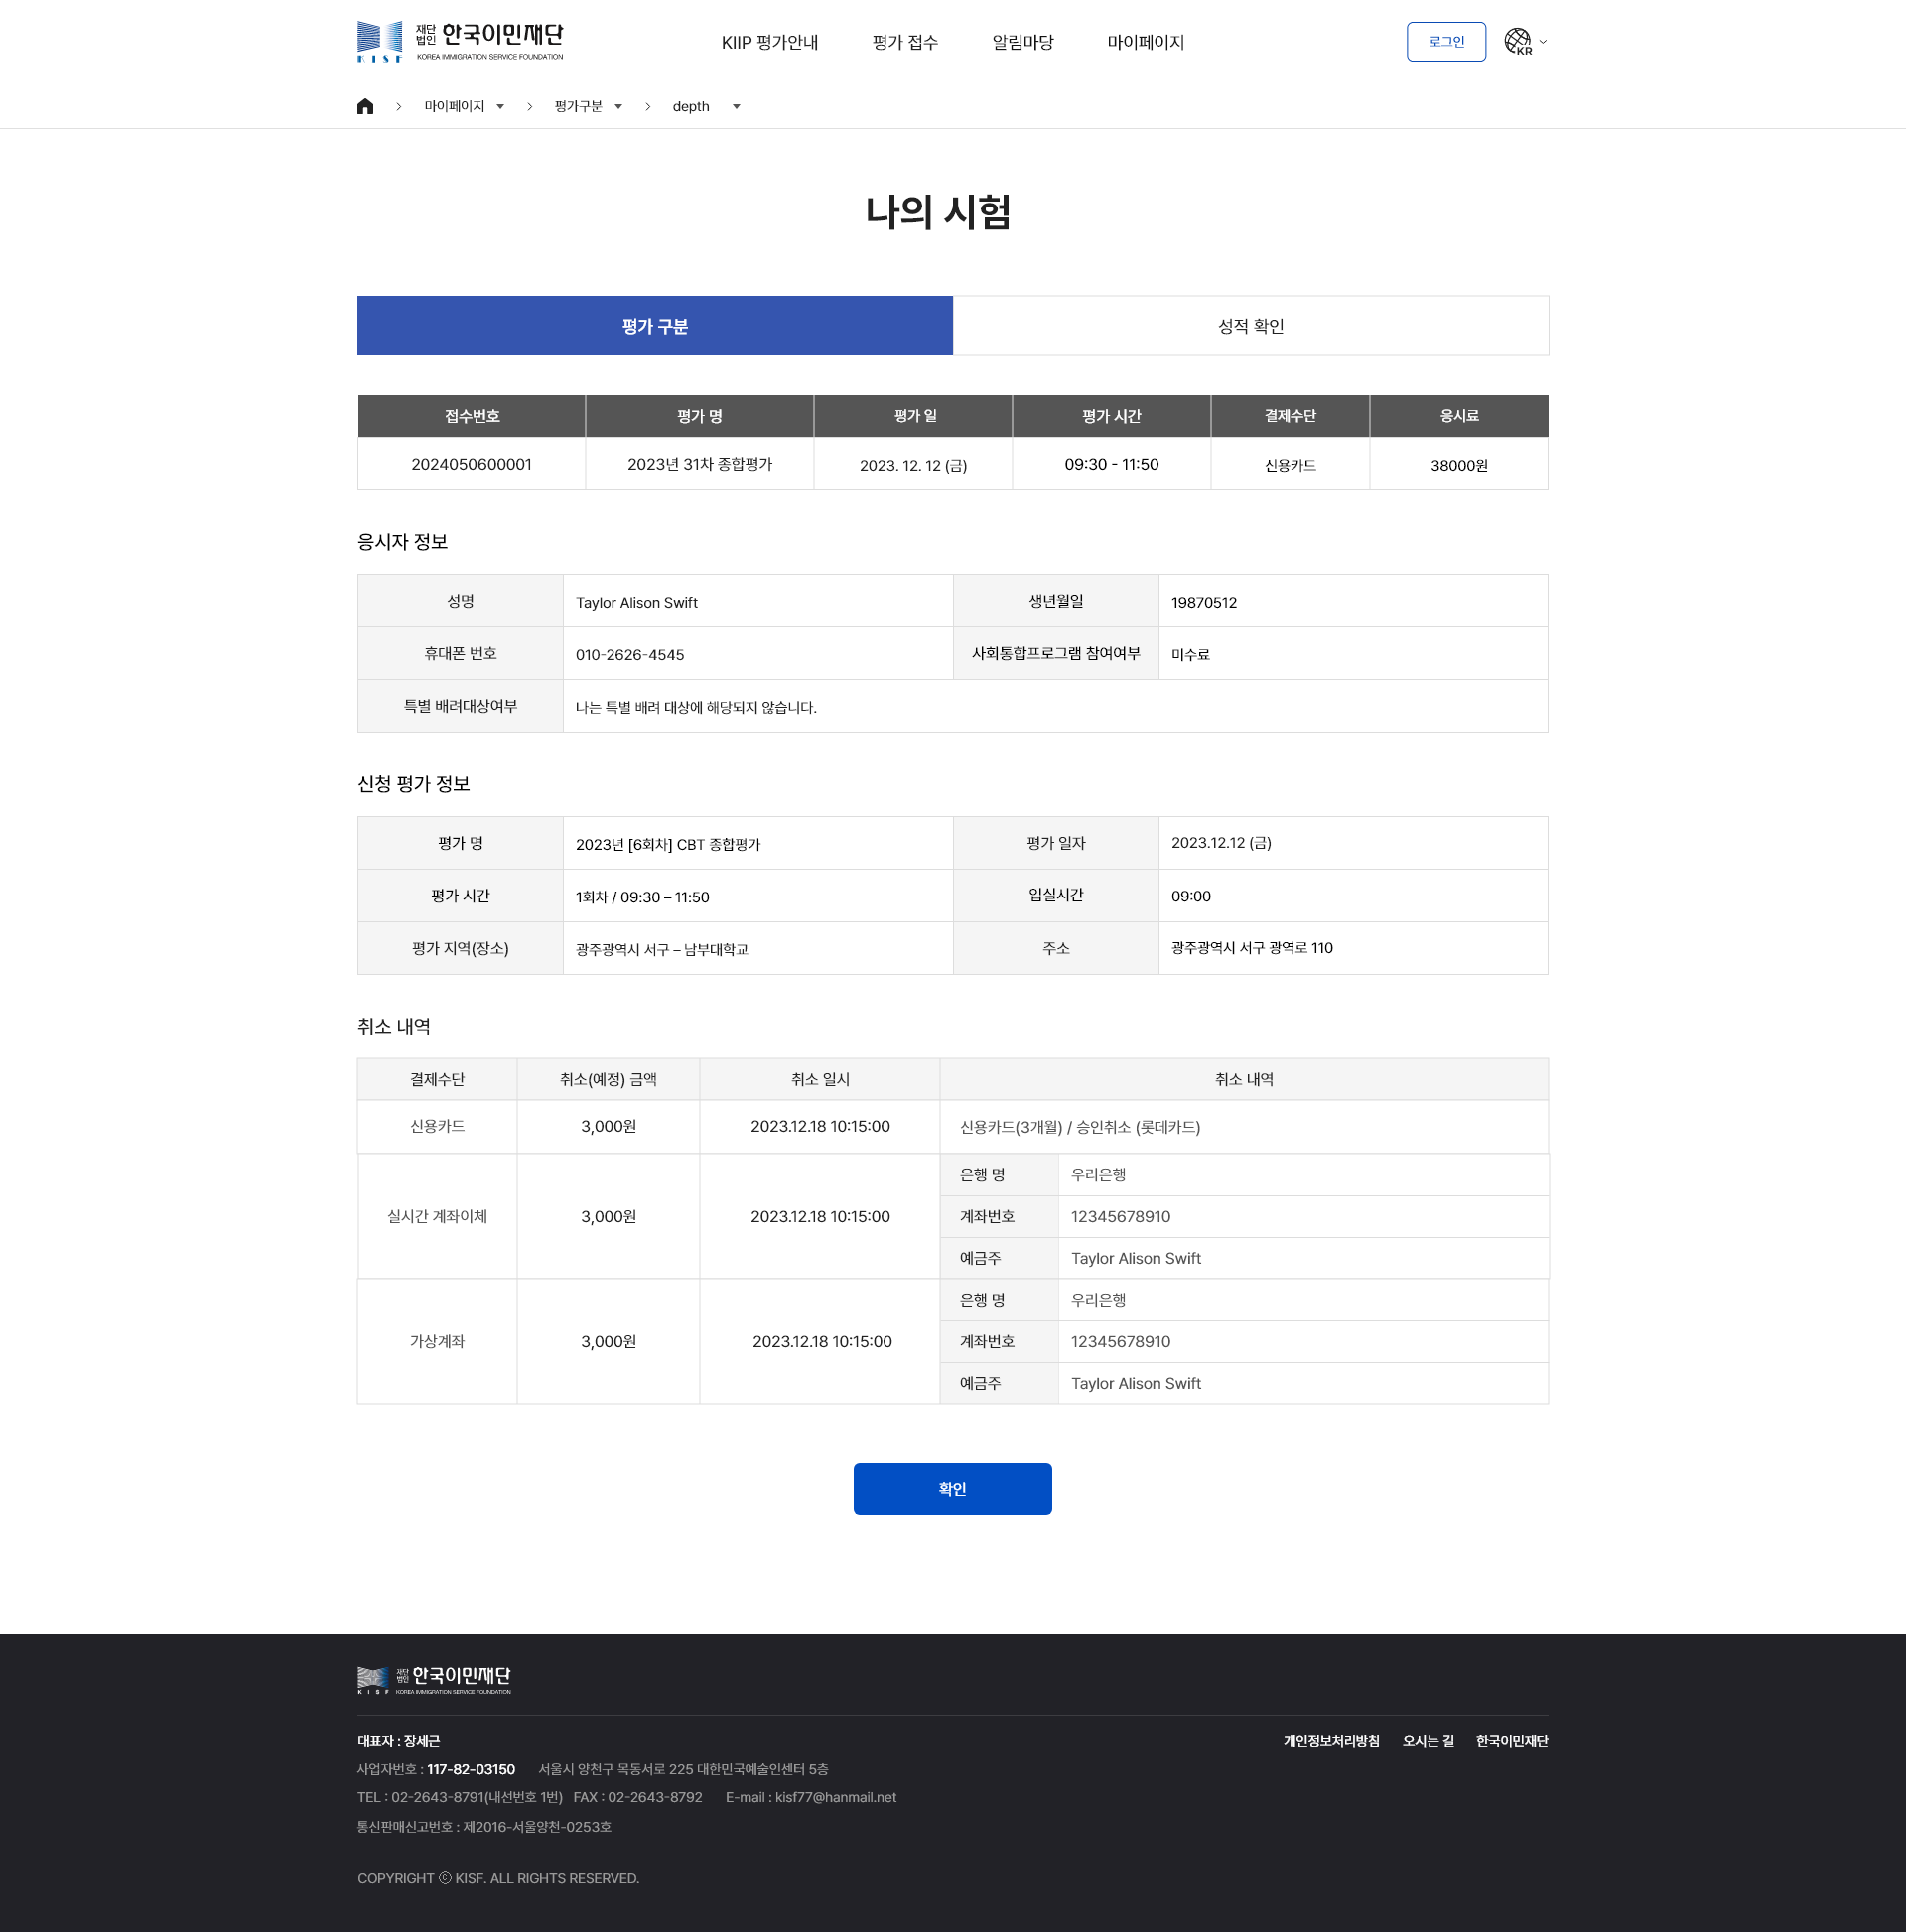 재단법인 한국이민재단
KISF KOREA IMMIGRATION SERVICE FOUNDATION
KIIP 평가안내 평가 접수 알림마당 마이페이지
로그인 KR
마이페이지 평가구분 depth
나의 시험
평가 구분 성적 확인
접수번호 평가 명 평가 일 평가 시간 결제수단 응시료
2024050600001 2023년 31차 종합평가 2023. 12. 12 (금) 09:30 - 11:50 신용카드 38000원
응시자 정보
성명 Taylor Alison Swift 생년월일 19870512
휴대폰 번호 010-2626-4545 사회통합프로그램 참여여부 미수료
특별 배려대상여부 나는 특별 배려 대상에 해당되지 않습니다.
신청 평가 정보
평가 명 2023년 [6회차] CBT 종합평가 평가 일자 2023.12.12 (금)
평가 시간 1회차 / 09:30 – 11:50 입실시간 09:00
평가 지역(장소) 광주광역시 서구 – 남부대학교 주소 광주광역시 서구 광역로 110
취소 내역
결제수단 취소(예정) 금액 취소 일시 취소 내역
신용카드 3,000원 2023.12.18 10:15:00 신용카드(3개월) / 승인취소 (롯데카드)
은행 명 우리은행
실시간 계좌이체 3,000원 2023.12.18 10:15:00 계좌번호 12345678910
예금주 Taylor Alison Swift
은행 명 우리은행
가상계좌 3,000원 2023.12.18 10:15:00 계좌번호 12345678910
예금주 Taylor Alison Swift
확인
재단법인 한국이민재단
KISF KOREA IMMIGRATION SERVICE FOUNDATION
대표자 : 장세근 개인정보처리방침 오시는 길 한국이민재단
사업자번호 : 117-82-03150 서울시 양천구 목동서로 225 대한민국예술인센터 5층
TEL : 02-2643-8791(내선번호 1번) FAX : 02-2643-8792 E-mail : kisf77@hanmail.net
통신판매신고번호 : 제2016-서울양천-0253호
COPYRIGHT ⓒ KISF. ALL RIGHTS RESERVED.